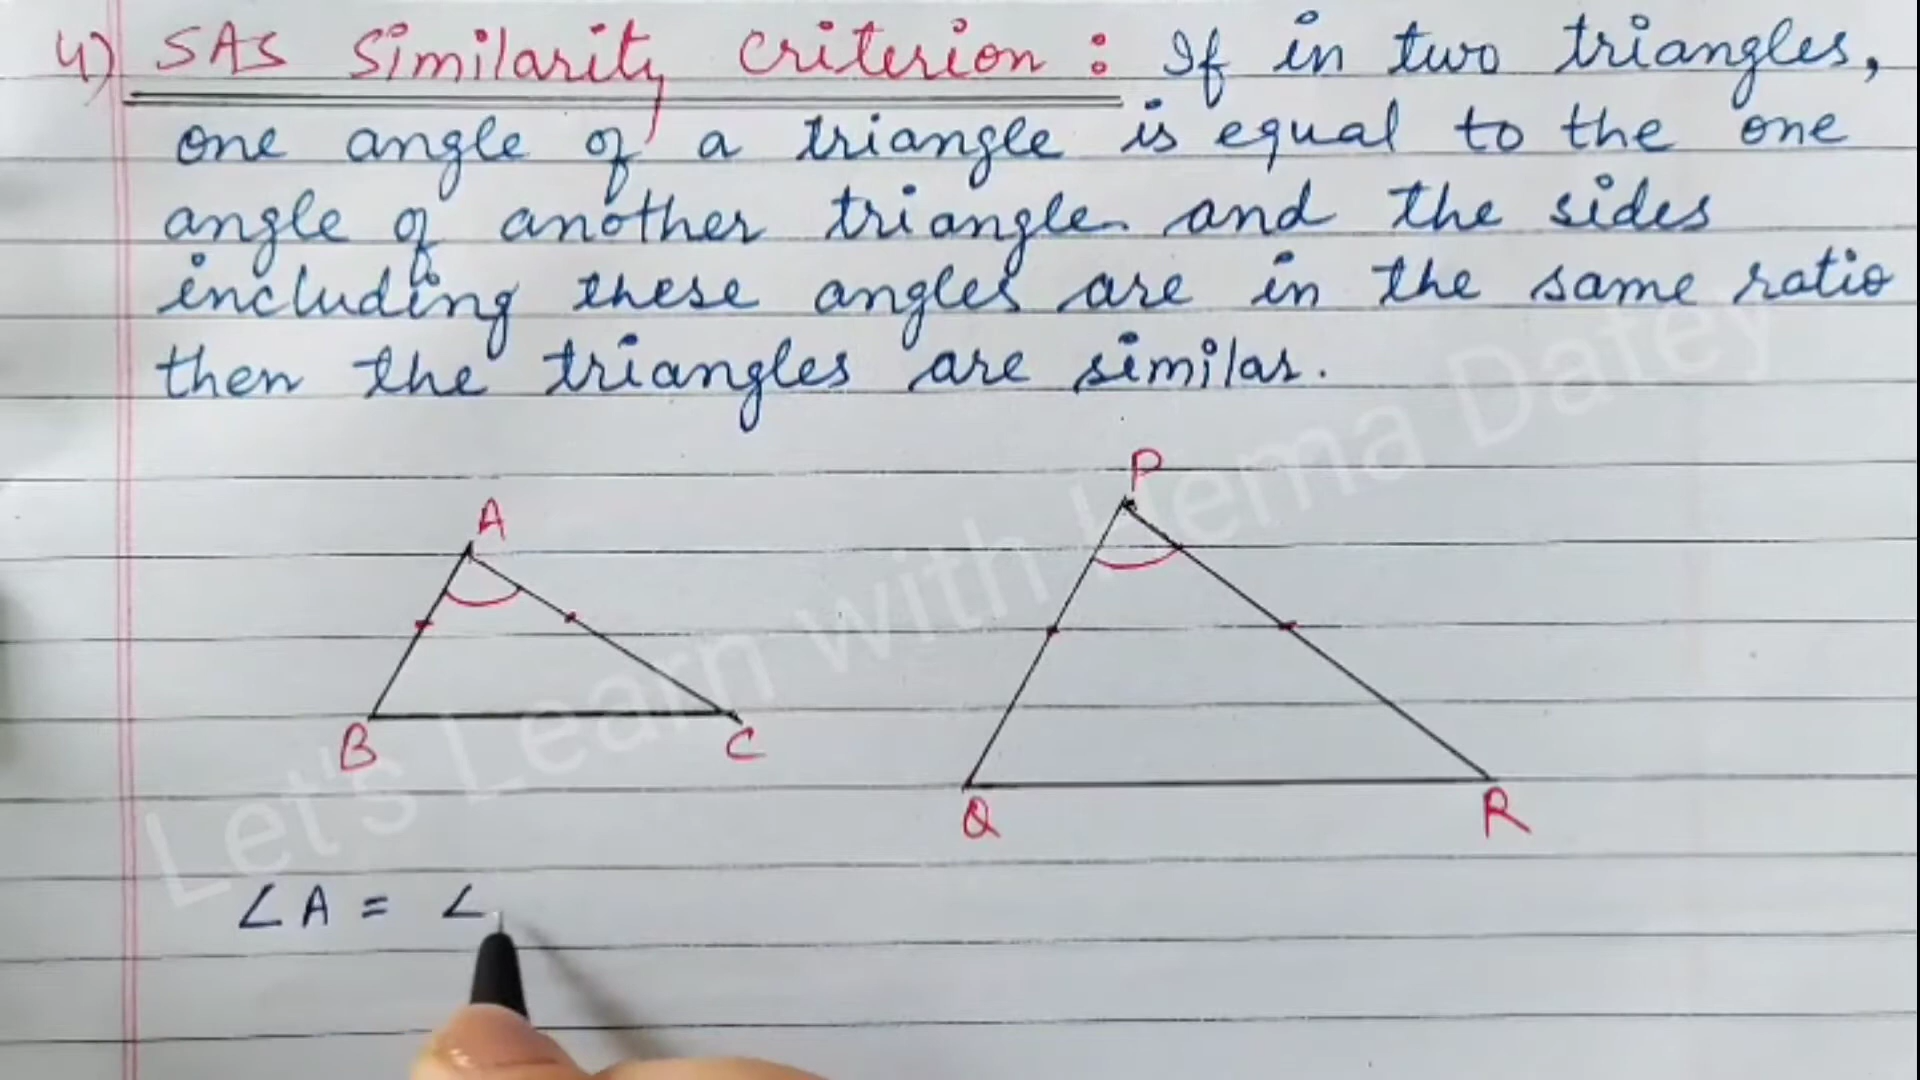 4) SAS Similarity Criterion : If in two triangles,
one angle of a triangle is equal to the one
angle of another triangle and the sides
including these angles are in the same ratio
then the triangles are similar.
A
P
B
C
Q
R
∠A = ∠
Let's Learn with Hema Datey